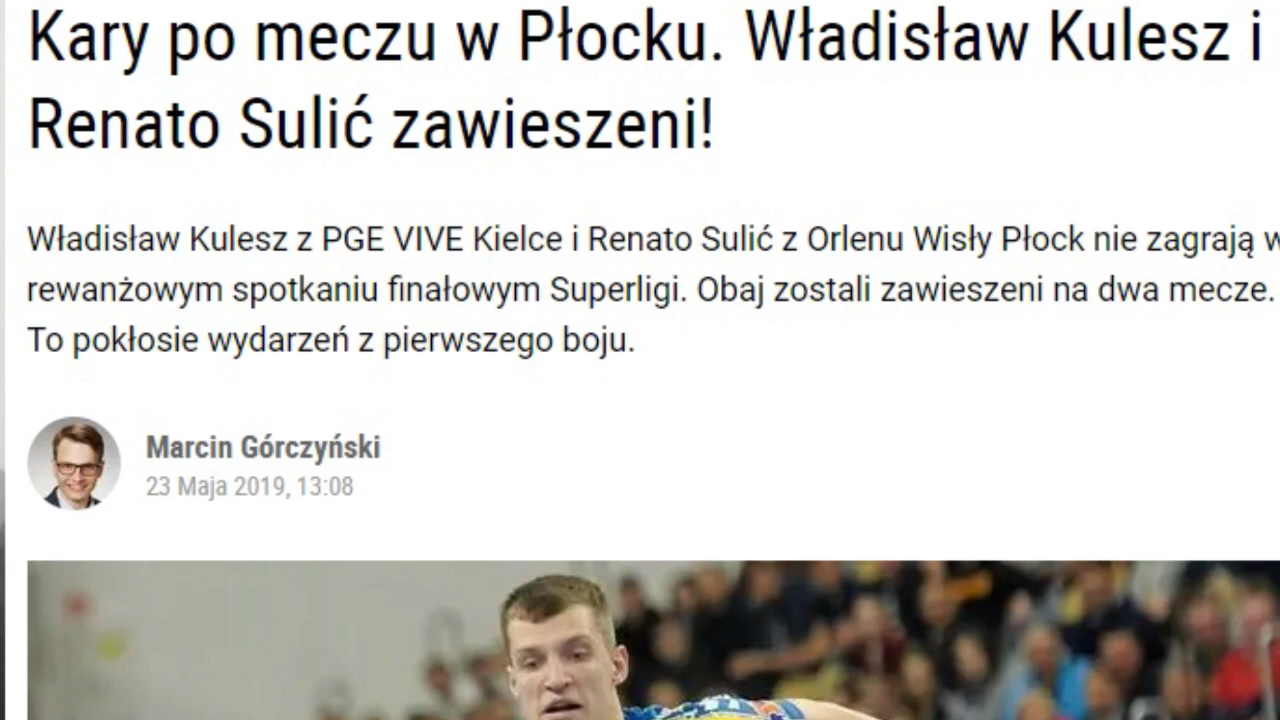 Kary po meczu w Płocku. Władisław Kulesz i
Renato Sulić zawieszeni!
Władisław Kulesz z PGE VIVE Kielce i Renato Sulić z Orlenu Wisły Płock nie zagrają w
rewanżowym spotkaniu finałowym Superligi. Obaj zostali zawieszeni na dwa mecze.
To pokłosie wydarzeń z pierwszego boju.
Marcin Górczyński
23 Maja 2019, 13:08